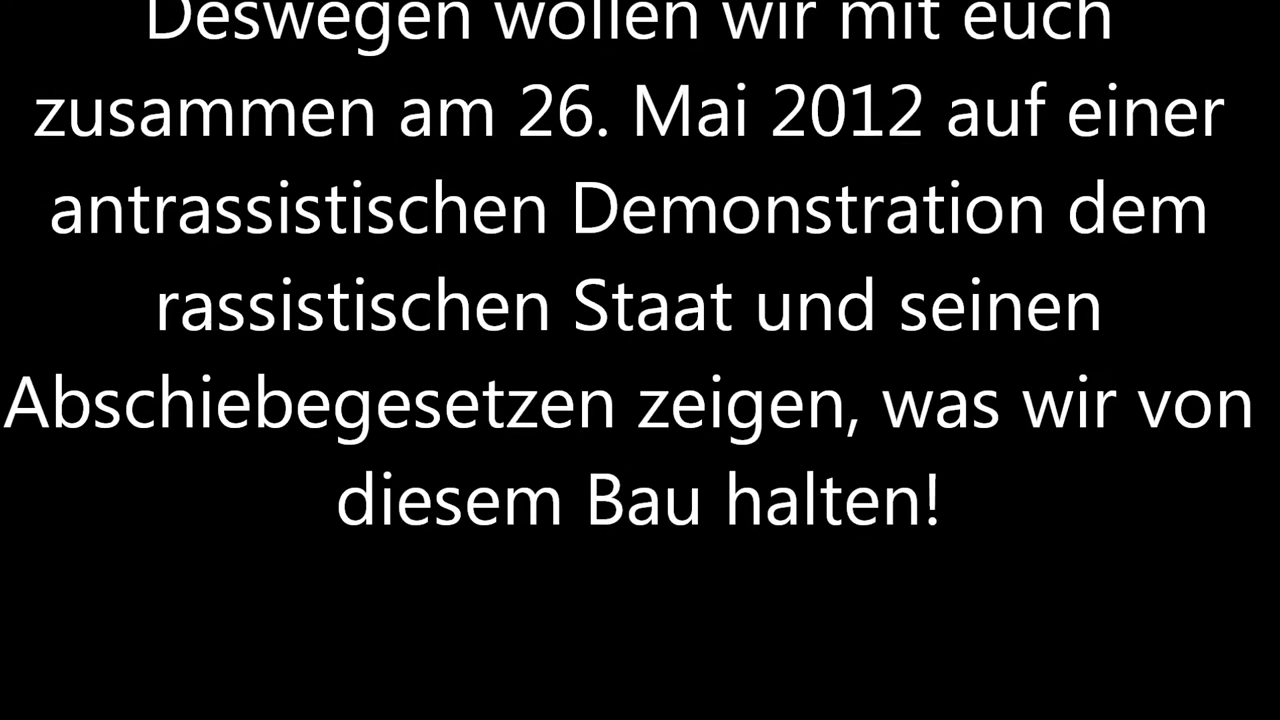 Deswegen wollen wir mit euch
zusammen am 26. Mai 2012 auf einer
antrassistischen Demonstration dem
rassistischen Staat und seinen
Abschiebegesetzen zeigen, was wir von
diesem Bau halten!